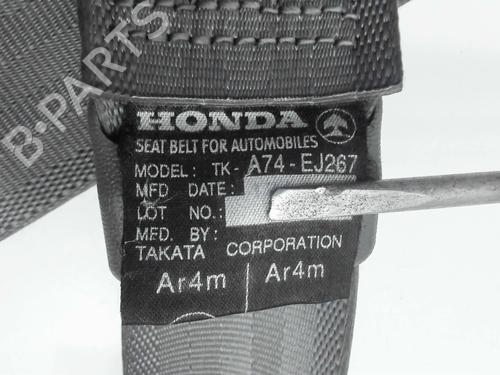 HONDA
SEAT BELT FOR AUTOMOBILES
MODEL: TK-A74-EJ267
MFD DATE:
LOT NO.:
MFD. BY:
TAKATA CORPORATION
Ar4m Ar4m
B-PARTS